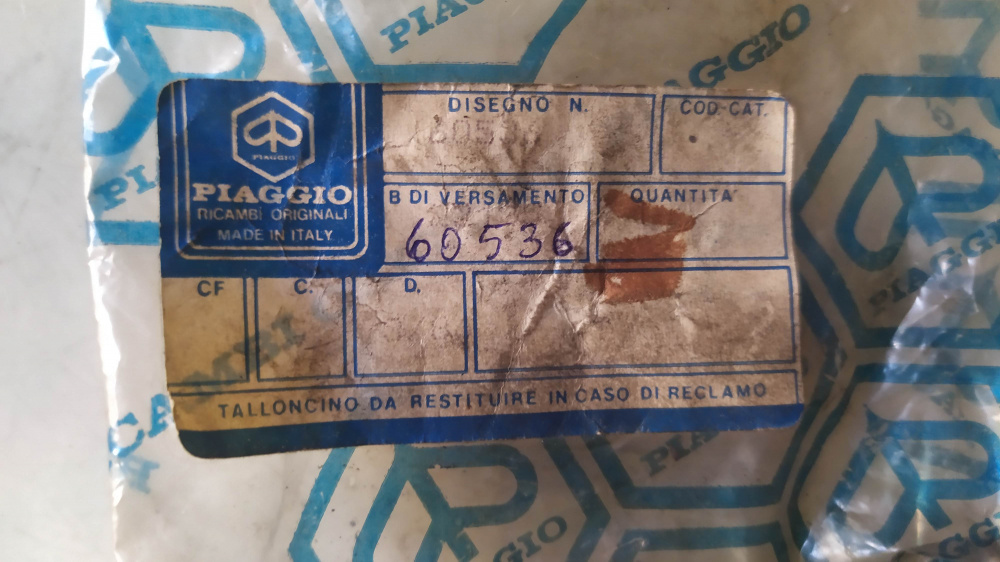 PIAGGIO
PIAGGIO
DISEGNO N.
COD-CAT.
PIAGGIO
PIAGGIO
RICAMBI ORIGINALI
MADE IN ITALY
B DI VERSAMENTO
QUANTITA
60536
CF
C.
D.
TALLONCINO DA RESTITUIRE IN CASO DI RECLAMO